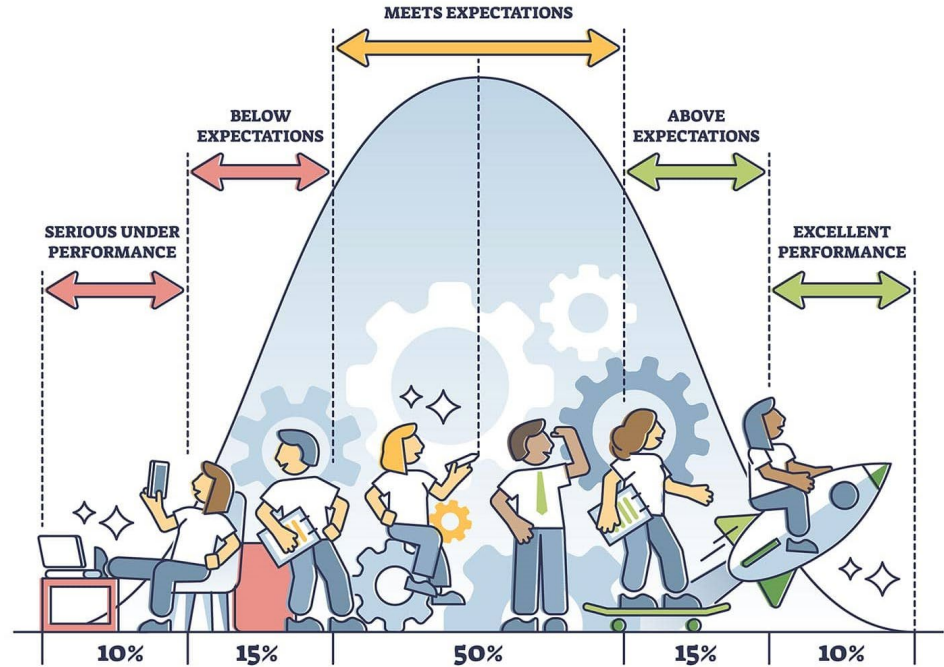 MEETS EXPECTATIONS
BELOW
EXPECTATIONS
ABOVE
EXPECTATIONS
SERIOUS UNDER
PERFORMANCE
EXCELLENT
PERFORMANCE
10%
15%
50%
15%
10%